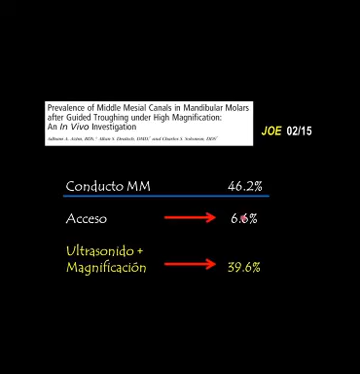 Prevalence of Middle Mesial Canals in Mandibular Molars
after Guided Troughing under High Magnification:
An In Vivo Investigation
JOE 02/15
Conducto MM 46.2%
Acceso 6.6%
Ultrasonido +
Magnificación 39.6%